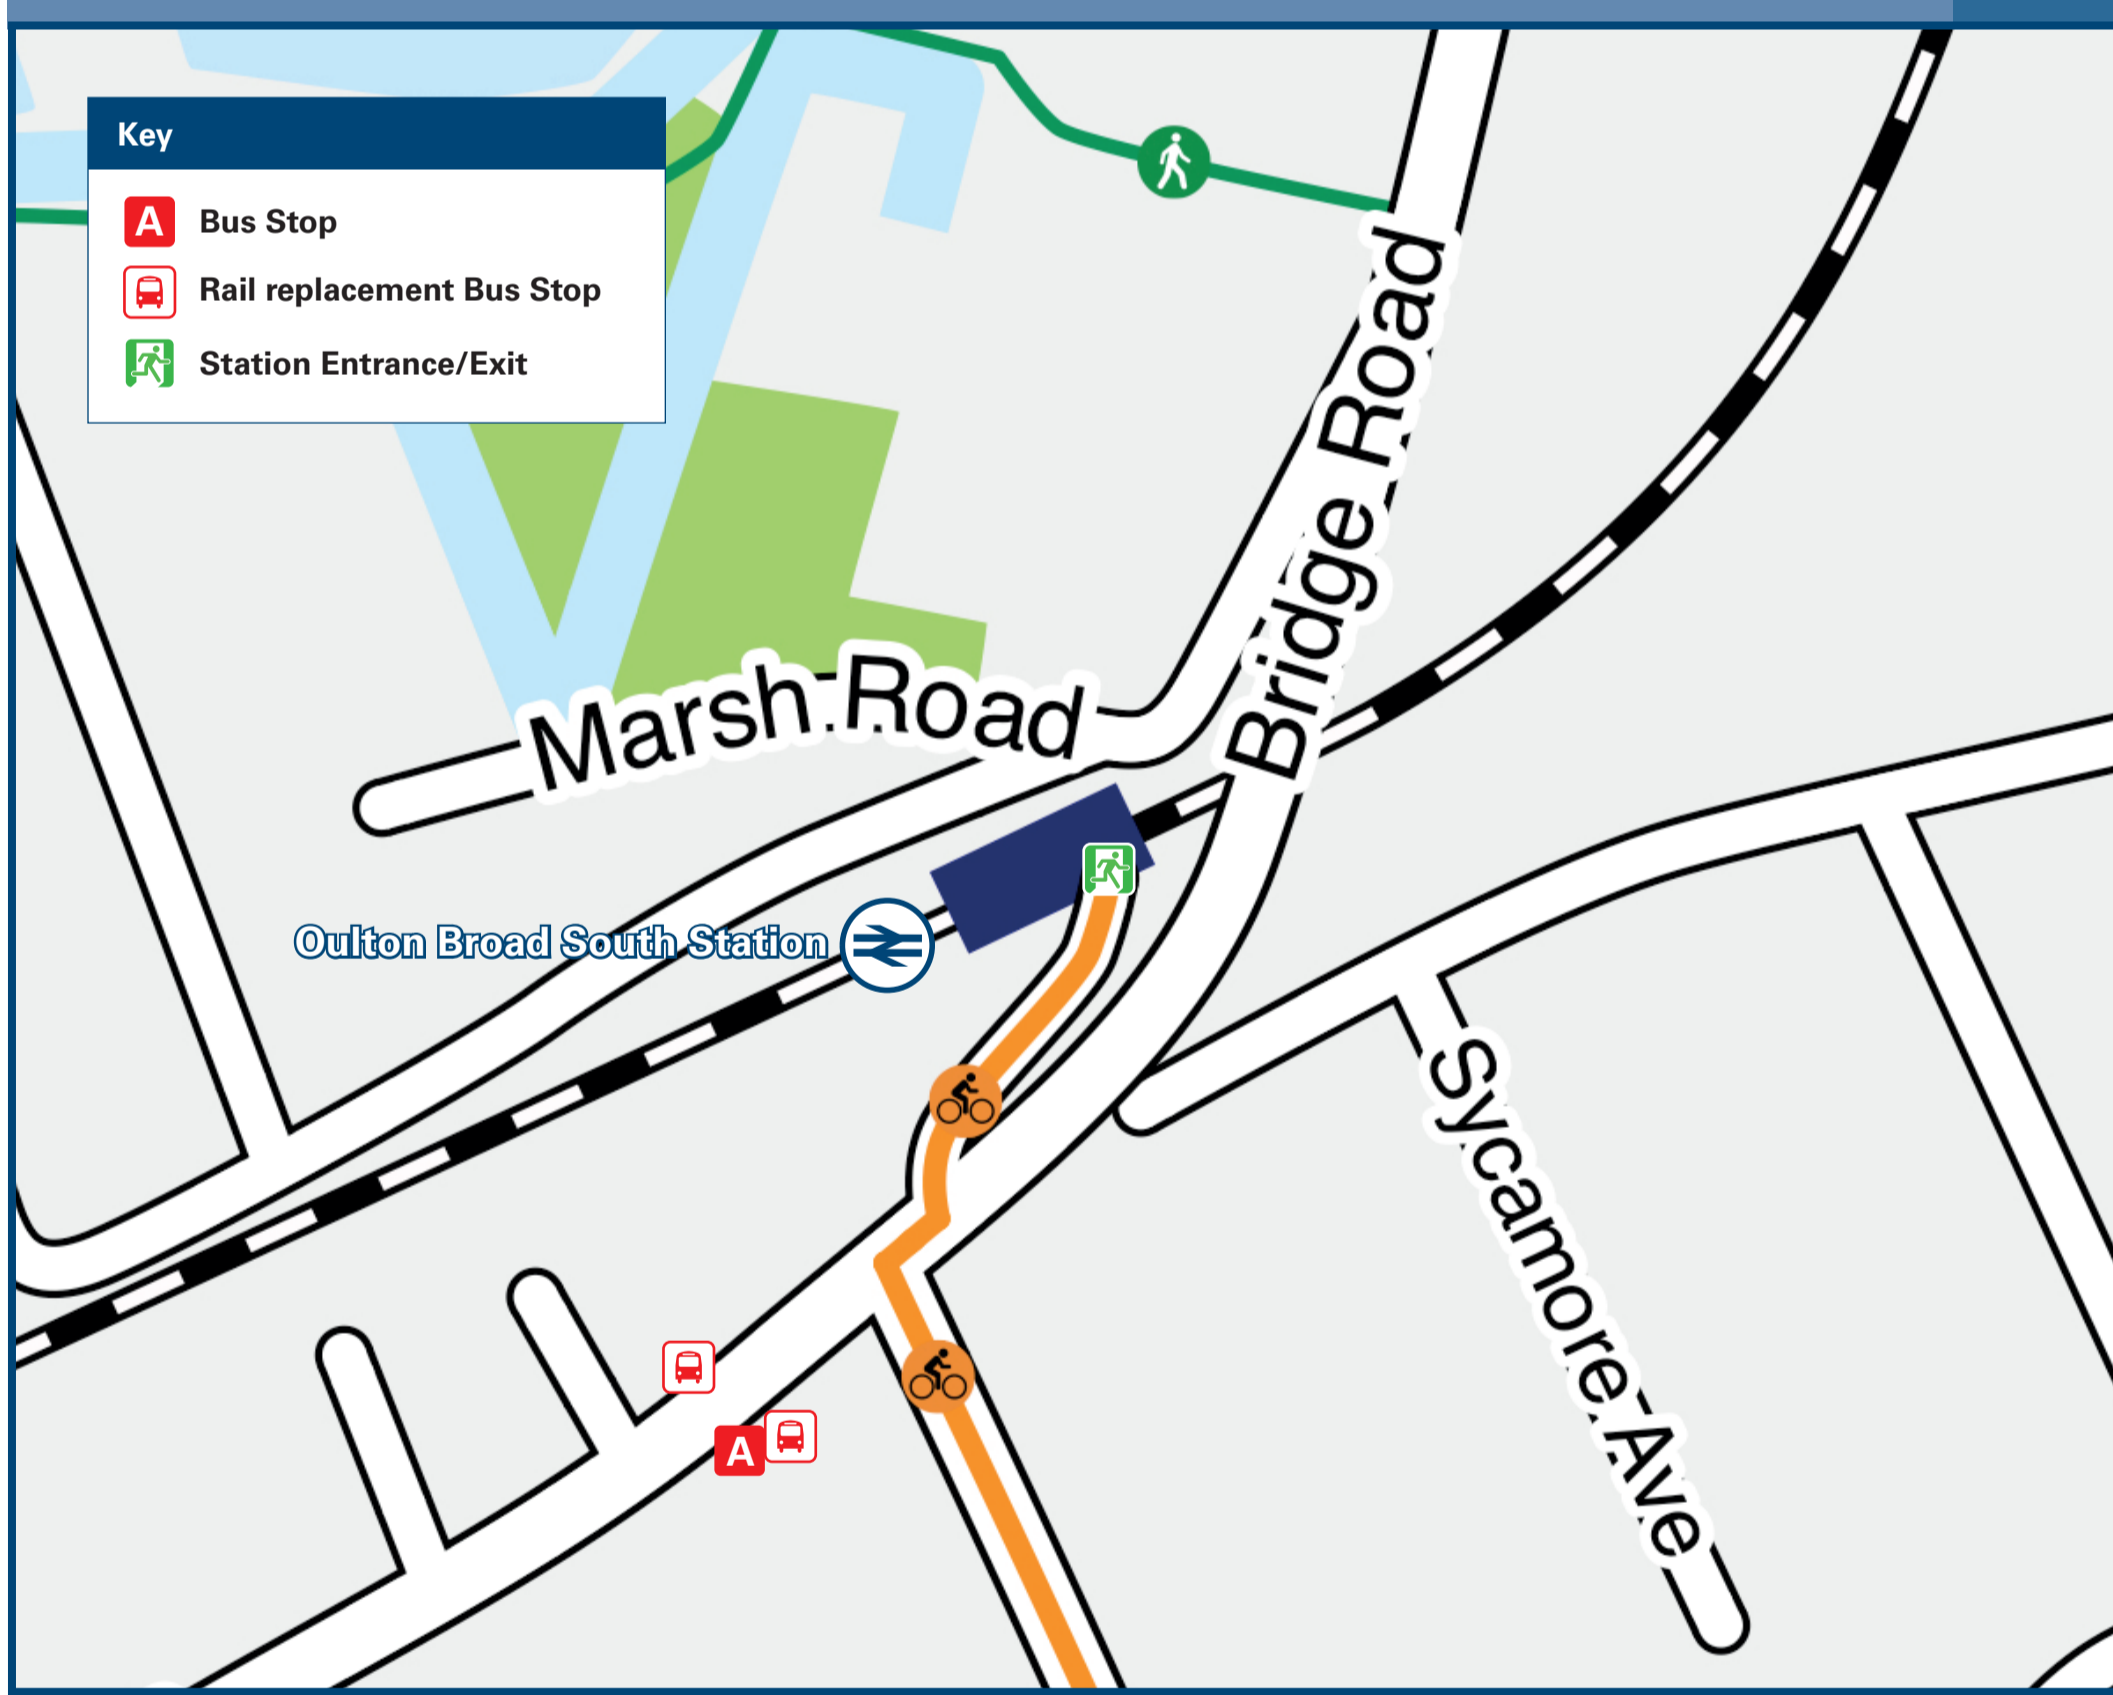 Key
A
Bus Stop
Rail replacement Bus Stop
Station Entrance/Exit
Bridge Road
Marsh Road
Oulton Broad South Station
Sycamore Ave
A